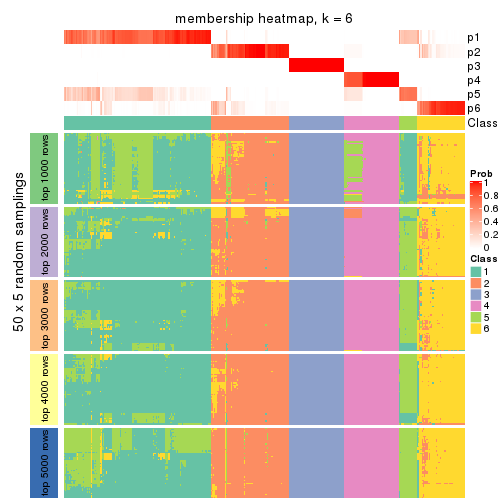 membership heatmap, k = 6
p1
p2
p3
p4
p5
p6
Class
50 x 5 random samplings
top 1000 rows
top 2000 rows
top 3000 rows
top 4000 rows
top 5000 rows
Prob
1
0.8
0.6
0.4
0.2
0
Class
1
2
3
4
5
6